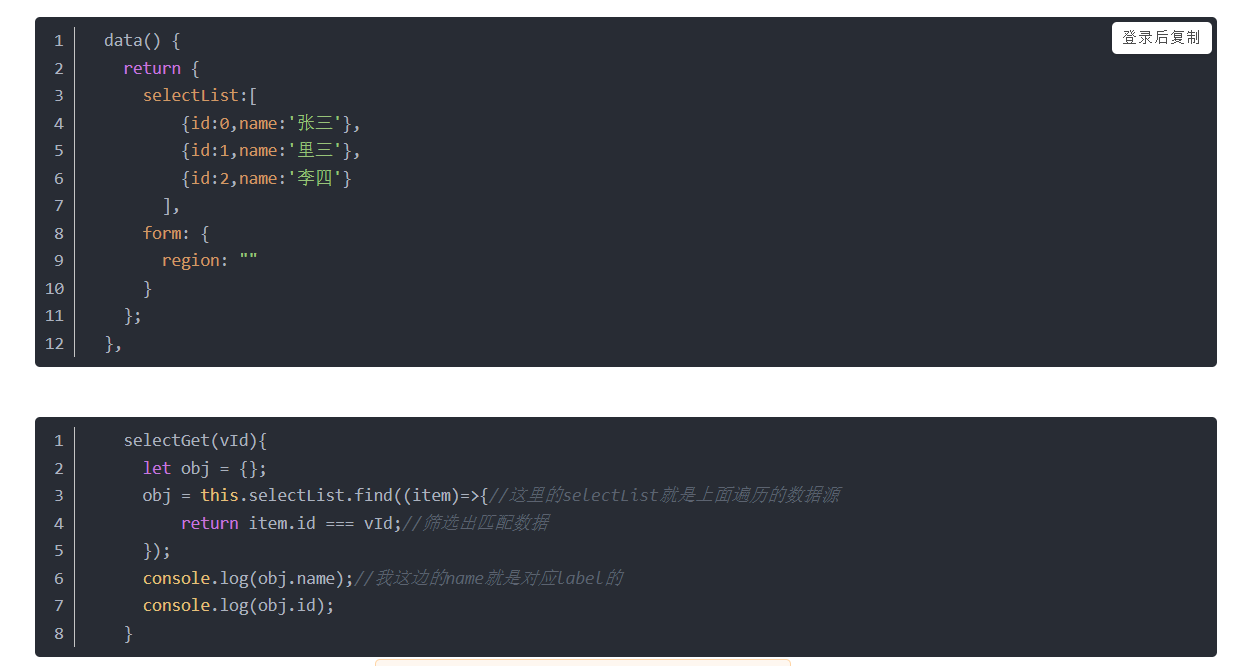 登录后复制
1 data() {
2 return {
3 selectList:[
4 {id:0,name:'张三'},
5 {id:1,name:'里三'},
6 {id:2,name:'李四'}
7 ],
8 form: {
9 region: ""
10 }
11 };
12 },
1 selectGet(vId){
2 let obj = {};
3 obj = this.selectList.find((item)=>{//这里的selectList就是上面遍历的数据源
4 return item.id === vId;//筛选出匹配数据
5 });
6 console.log(obj.name);//我这边的name就是对应label的
7 console.log(obj.id);
8 }